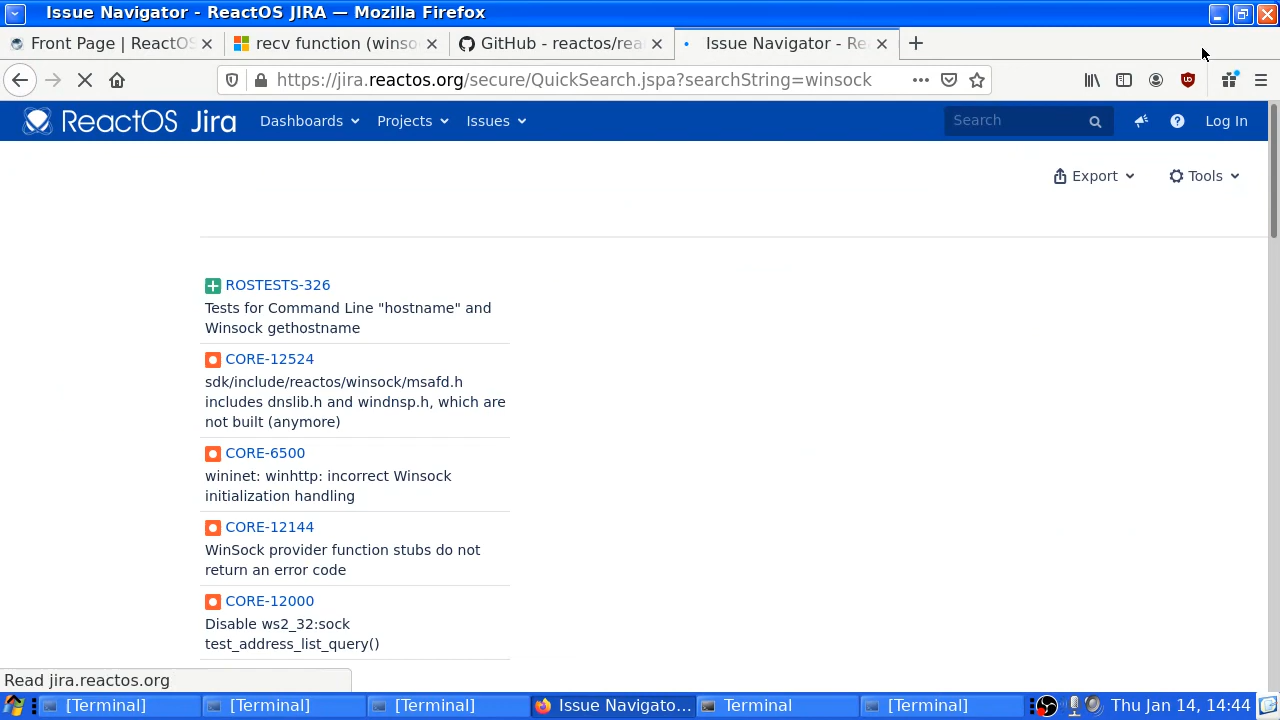 Issue Navigator - ReactOS JIRA — Mozilla Firefox
Front Page | ReactOS
recv function (winso
GitHub - reactos/rea
Issue Navigator - Re
https://jira.reactos.org/secure/QuickSearch.jspa?searchString=winsock
ReactOS Jira
Dashboards
Projects
Issues
Search
Log In
Export
Tools
ROSTESTS-326
Tests for Command Line "hostname" and
Winsock gethostname
CORE-12524
sdk/include/reactos/winsock/msafd.h
includes dnslib.h and windnsp.h, which are
not built (anymore)
CORE-6500
wininet: winhttp: incorrect Winsock
initialization handling
CORE-12144
WinSock provider function stubs do not
return an error code
CORE-12000
Disable ws2_32:sock
test_address_list_query()
Read jira.reactos.org
[Terminal]
[Terminal]
[Terminal]
Issue Navigato...
Terminal
[Terminal]
Thu Jan 14, 14:44